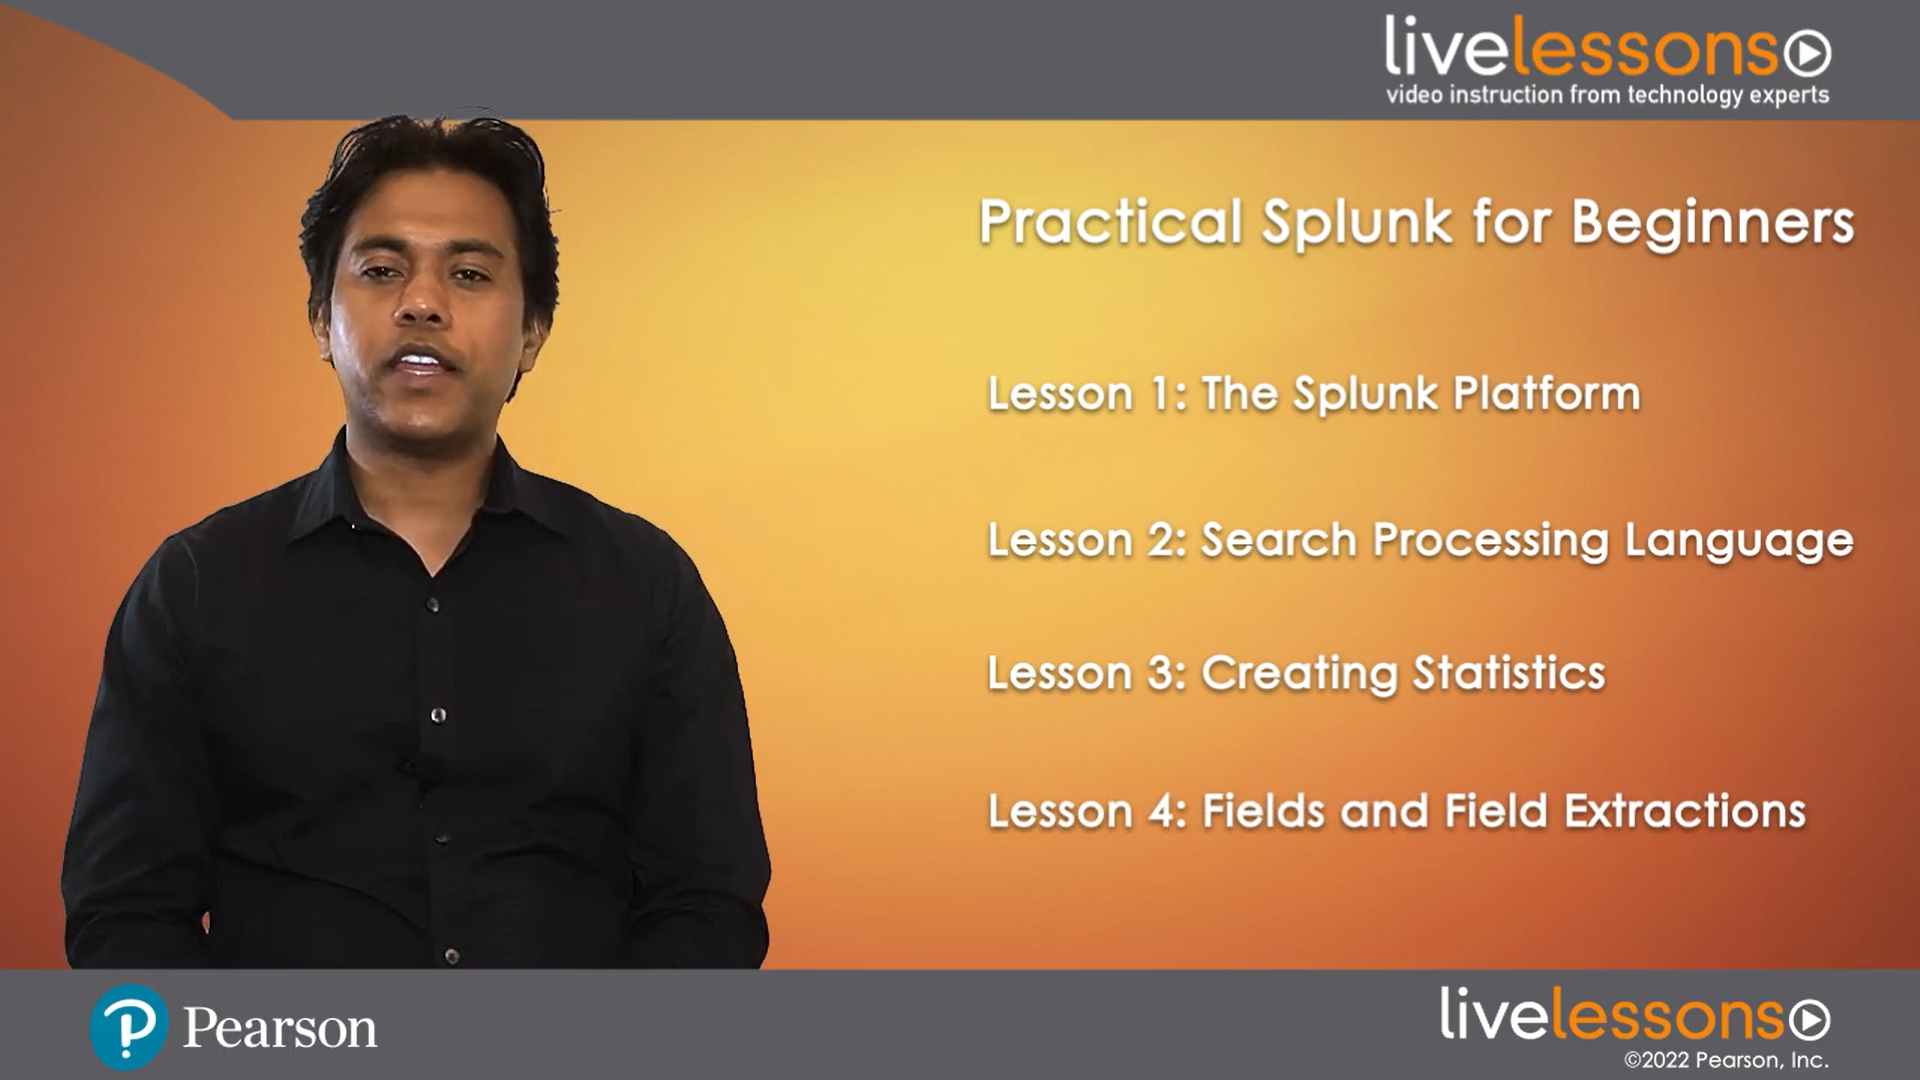 livelessons
video instruction from technology experts
Practical Splunk for Beginners
Lesson 1: The Splunk Platform
Lesson 2: Search Processing Language
Lesson 3: Creating Statistics
Lesson 4: Fields and Field Extractions
Pearson
livelessons
©2022 Pearson, Inc.